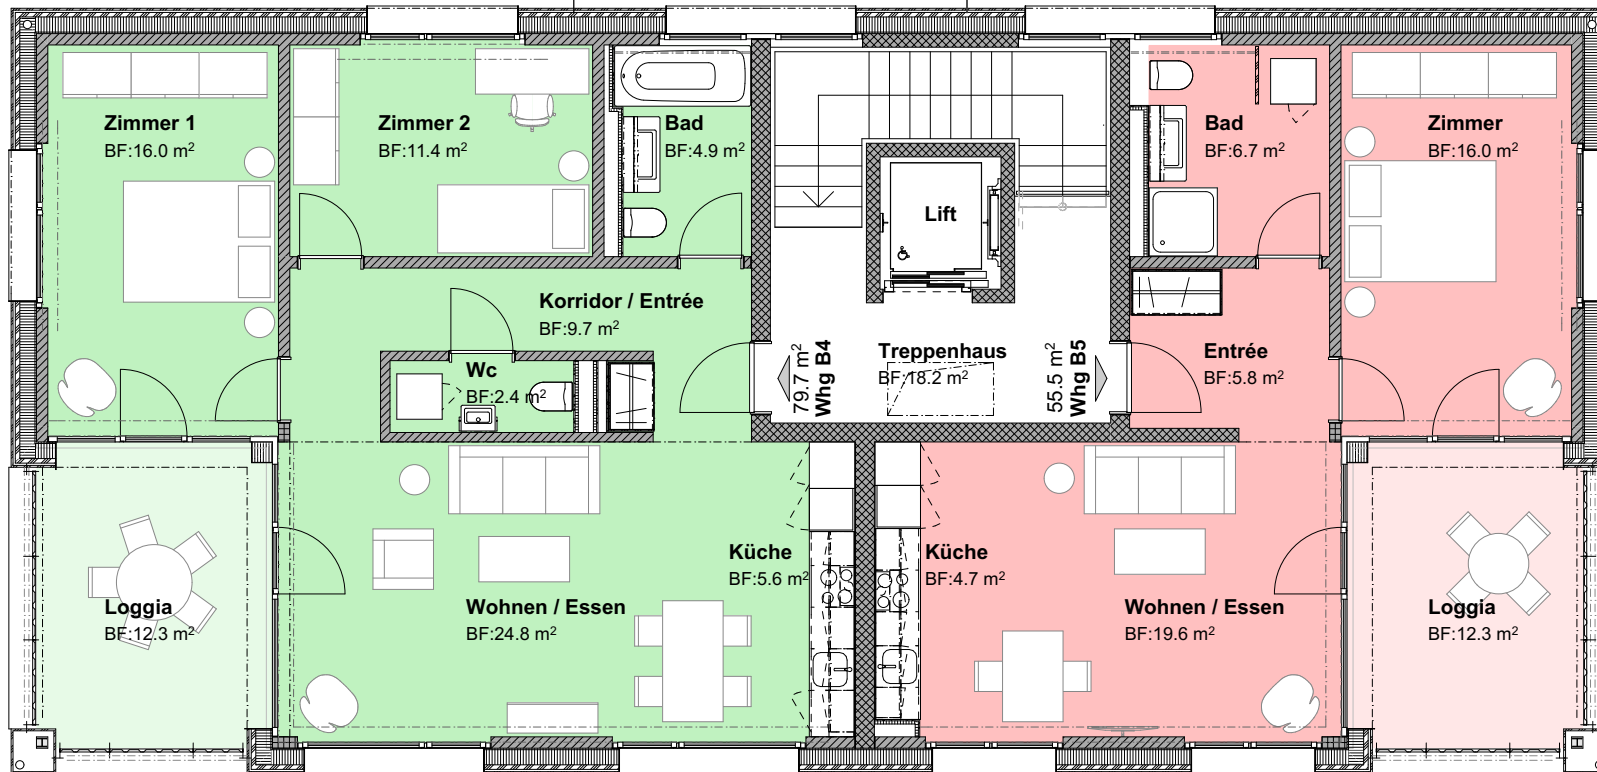 Zimmer 1
BF:16.0 m²
Zimmer 2
BF:11.4 m²
Bad
BF:4.9 m²
Bad
BF:6.7 m²
Zimmer
BF:16.0 m²
Lift
Korridor / Entrée
BF:9.7 m²
Wc
BF:2.4 m²
79.7 m²
Whg B4
Treppenhaus
BF:18.2 m²
55.5 m²
Whg B5
Entrée
BF:5.8 m²
Küche
BF:5.6 m²
Küche
BF:4.7 m²
Loggia
BF:12.3 m²
Wohnen / Essen
BF:24.8 m²
Wohnen / Essen
BF:19.6 m²
Loggia
BF:12.3 m²